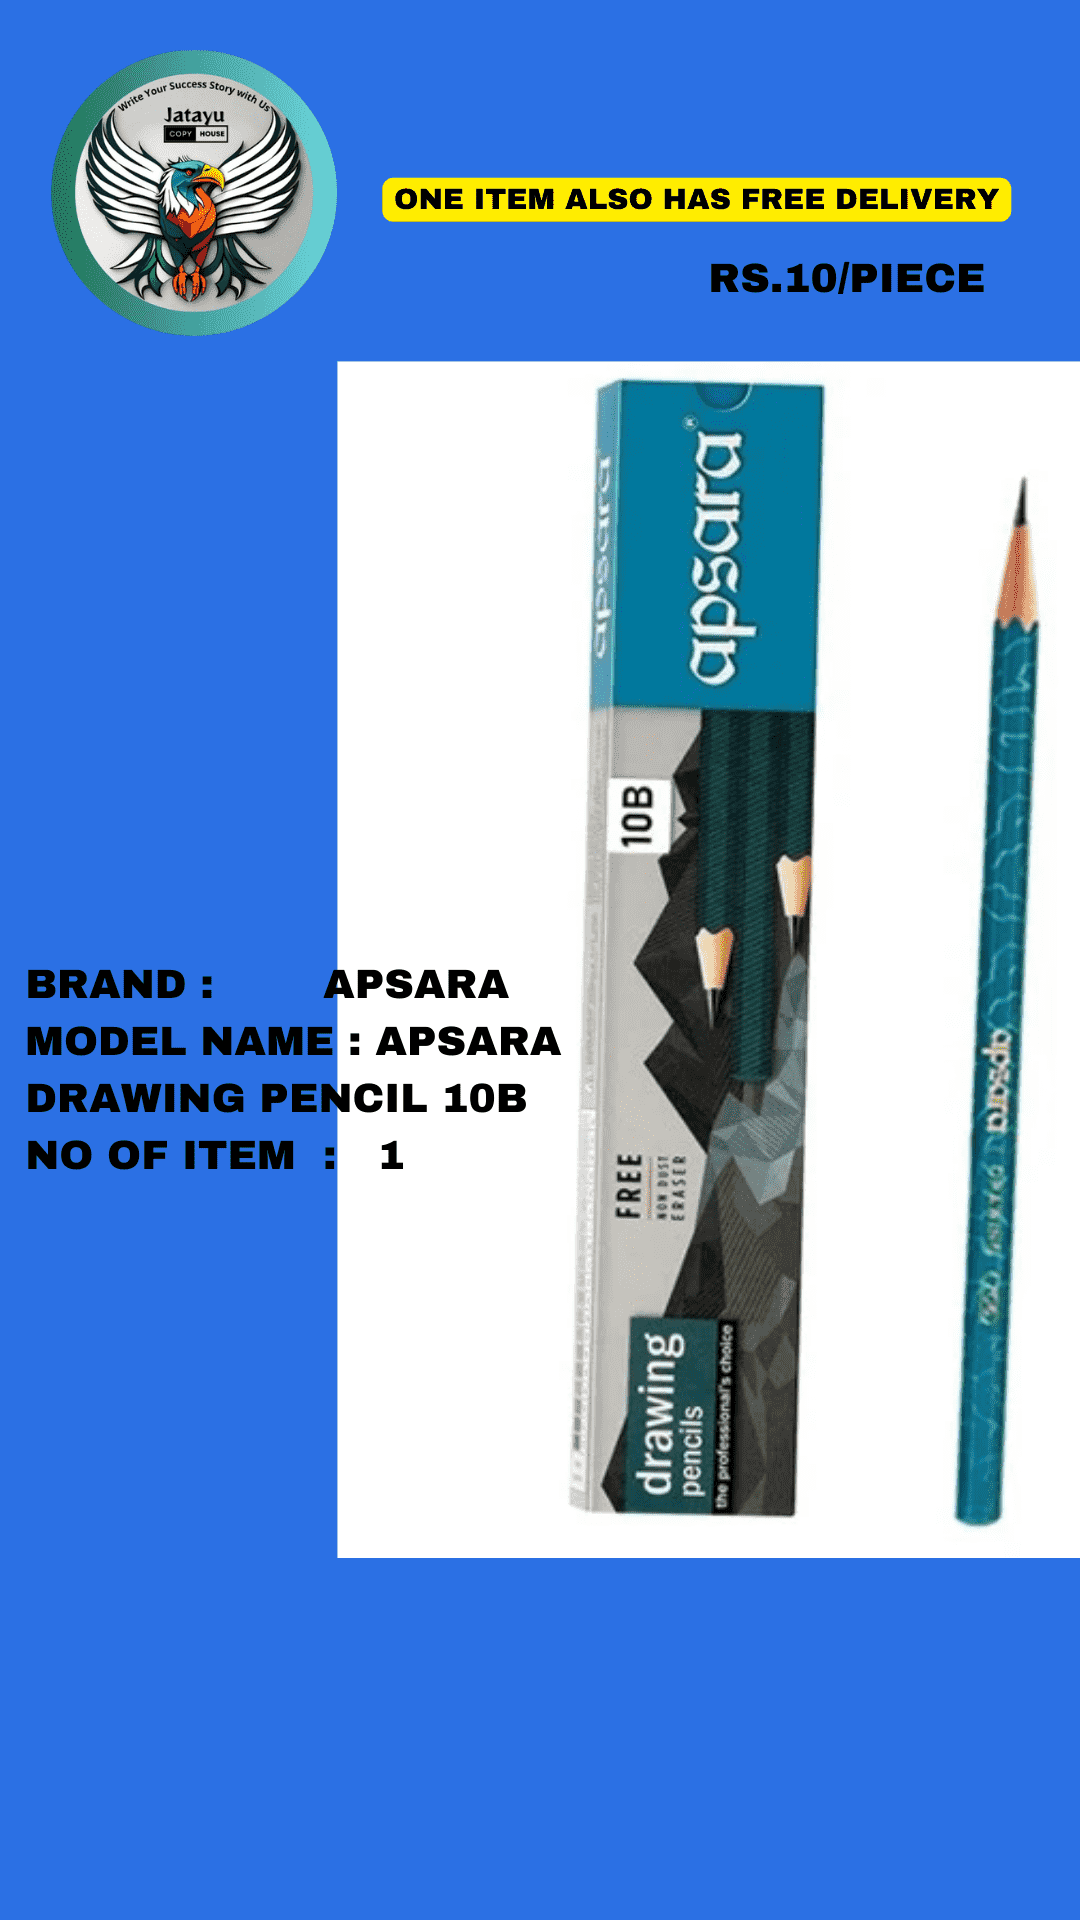 Write Your Success Story with Us
Jatayu
COPY HOUSE
ONE ITEM ALSO HAS FREE DELIVERY
RS.10/PIECE
apsara
apsara
10B
BRAND : APSARA
MODEL NAME : APSARA
DRAWING PENCIL 10B
NO OF ITEM : 1
FREE
NON DUST
ERASER
drawing
pencils
the professional's choice
apsara